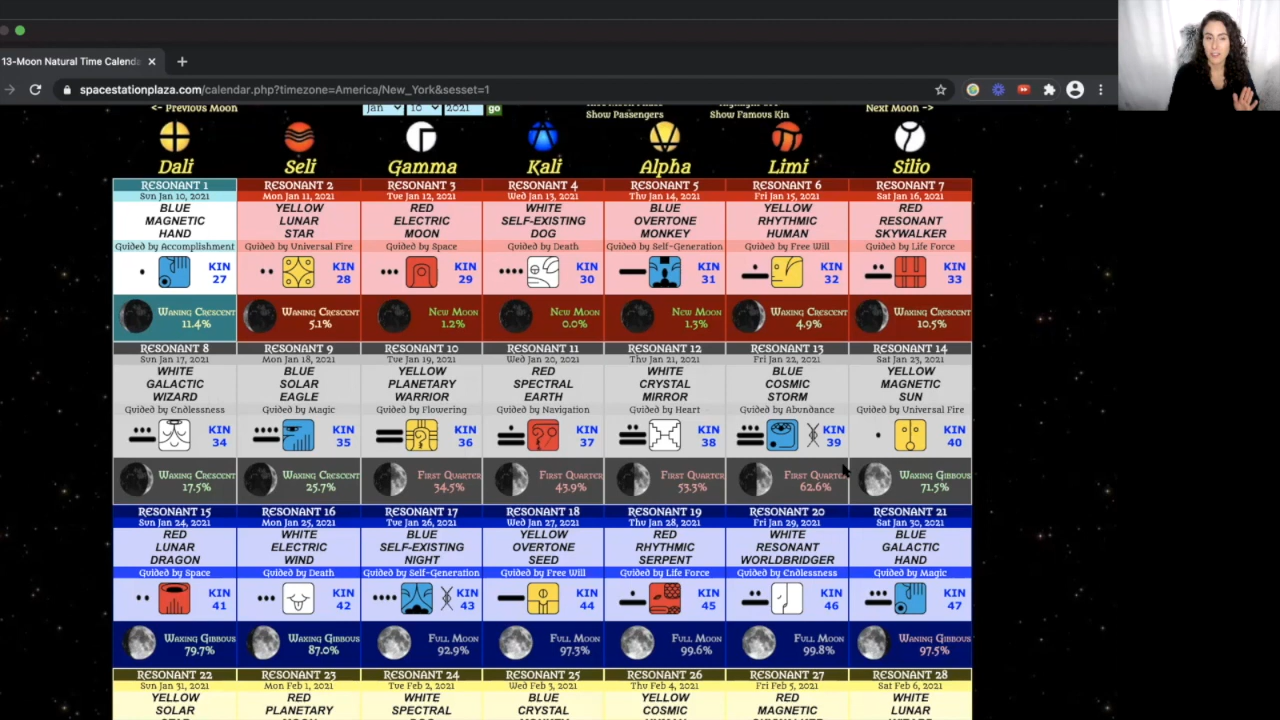 13-Moon Natural Time Calenda
spacestationplaza.com/calendar.php?timezone=America/New_York&sesset=1
<- Previous Moon
Jan 10 2021 go
Show Passengers
Show Famous Kin
Next Moon ->
Dali Seli Gamma Kali Alpha Limi Silio
RESONANT 1 RESONANT 2 RESONANT 3 RESONANT 4 RESONANT 5 RESONANT 6 RESONANT 7
Sun Jan 10, 2021 Mon Jan 11, 2021 Tue Jan 12, 2021 Wed Jan 13, 2021 Thu Jan 14, 2021 Fri Jan 15, 2021 Sat Jan 16, 2021
BLUE YELLOW RED WHITE BLUE YELLOW RED
MAGNETIC LUNAR ELECTRIC SELF-EXISTING OVERTONE RHYTHMIC RESONANT
HAND STAR MOON DOG MONKEY HUMAN SKYWALKER
Guided by Accomplishment Guided by Universal Fire Guided by Space Guided by Death Guided by Self-Generation Guided by Free Will Guided by Life Force
KIN KIN KIN KIN KIN KIN KIN
27 28 29 30 31 32 33
Waning Crescent Waning Crescent New Moon New Moon New Moon Waxing Crescent Waxing Crescent
11.4% 5.1% 1.2% 0.0% 1.3% 4.9% 10.5%
RESONANT 8 RESONANT 9 RESONANT 10 RESONANT 11 RESONANT 12 RESONANT 13 RESONANT 14
Sun Jan 17, 2021 Mon Jan 18, 2021 Tue Jan 19, 2021 Wed Jan 20, 2021 Thu Jan 21, 2021 Fri Jan 22, 2021 Sat Jan 23, 2021
WHITE BLUE YELLOW RED WHITE BLUE YELLOW
GALACTIC SOLAR PLANETARY SPECTRAL CRYSTAL COSMIC MAGNETIC
WIZARD EAGLE WARRIOR EARTH MIRROR STORM SUN
Guided by Endlessness Guided by Magic Guided by Flowering Guided by Navigation Guided by Heart Guided by Abundance Guided by Universal Fire
KIN KIN KIN KIN KIN KIN KIN
34 35 36 37 38 39 40
Waxing Crescent Waxing Crescent First Quarter First Quarter First Quarter First Quarter Waxing Gibbous
17.5% 25.7% 34.5% 43.9% 53.3% 62.6% 71.5%
RESONANT 15 RESONANT 16 RESONANT 17 RESONANT 18 RESONANT 19 RESONANT 20 RESONANT 21
Sun Jan 24, 2021 Mon Jan 25, 2021 Tue Jan 26, 2021 Wed Jan 27, 2021 Thu Jan 28, 2021 Fri Jan 29, 2021 Sat Jan 30, 2021
RED WHITE BLUE YELLOW RED WHITE BLUE
LUNAR ELECTRIC SELF-EXISTING OVERTONE RHYTHMIC RESONANT GALACTIC
DRAGON WIND NIGHT SEED SERPENT WORLDBRIDGER HAND
Guided by Space Guided by Death Guided by Self-Generation Guided by Free Will Guided by Life Force Guided by Endlessness Guided by Magic
KIN KIN KIN KIN KIN KIN KIN
41 42 43 44 45 46 47
Waxing Gibbous Waxing Gibbous Full Moon Full Moon Full Moon Full Moon Waning Gibbous
79.7% 87.0% 92.9% 97.3% 99.6% 99.8% 97.5%
RESONANT 22 RESONANT 23 RESONANT 24 RESONANT 25 RESONANT 26 RESONANT 27 RESONANT 28
Sun Jan 31, 2021 Mon Feb 1, 2021 Tue Feb 2, 2021 Wed Feb 3, 2021 Thu Feb 4, 2021 Fri Feb 5, 2021 Sat Feb 6, 2021
YELLOW RED WHITE BLUE YELLOW RED WHITE
SOLAR PLANETARY SPECTRAL CRYSTAL COSMIC MAGNETIC LUNAR